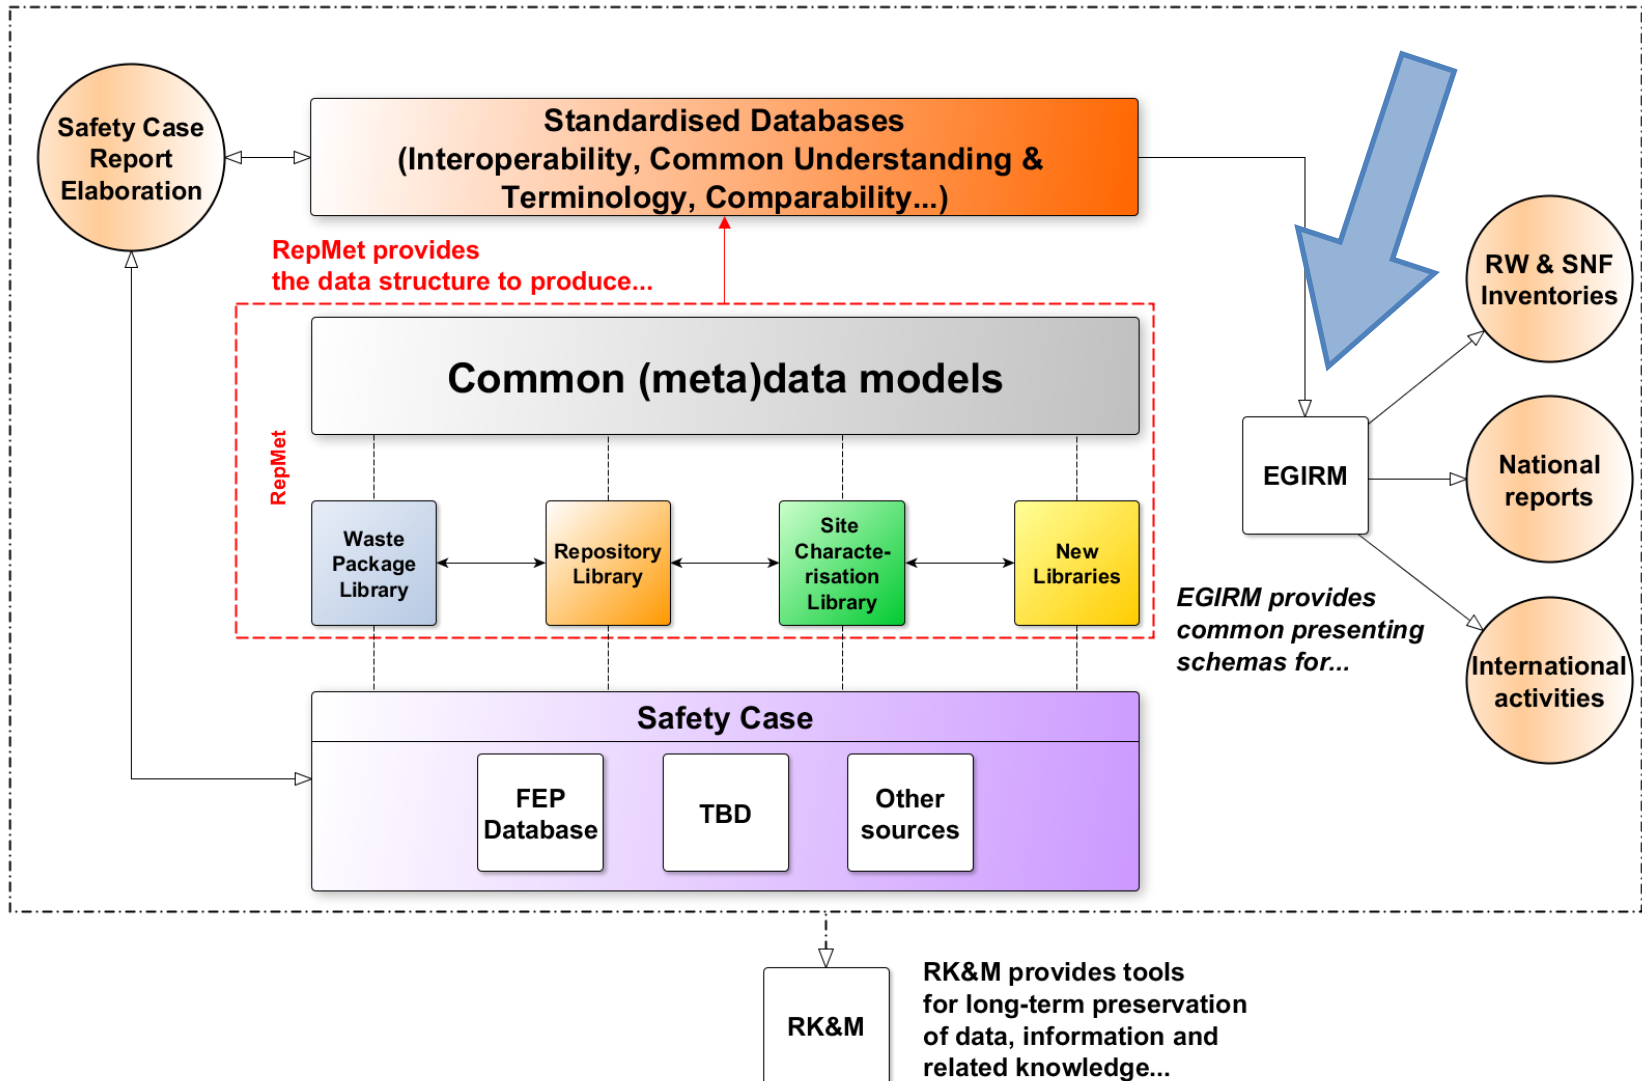 Safety Case
Report
Elaboration
Standardised Databases
(Interoperability, Common Understanding &
Terminology, Comparability...)
RepMet provides
the data structure to produce...
RW & SNF
Inventories
Common (meta)data models
RepMet
EGIRM
National
reports
Waste
Package
Library
Repository
Library
Site
Characte-
risation
Library
New
Libraries
EGIRM provides
common presenting
schemas for...
International
activities
Safety Case
FEP
Database
TBD
Other
sources
RK&M
RK&M provides tools
for long-term preservation
of data, information and
related knowledge...